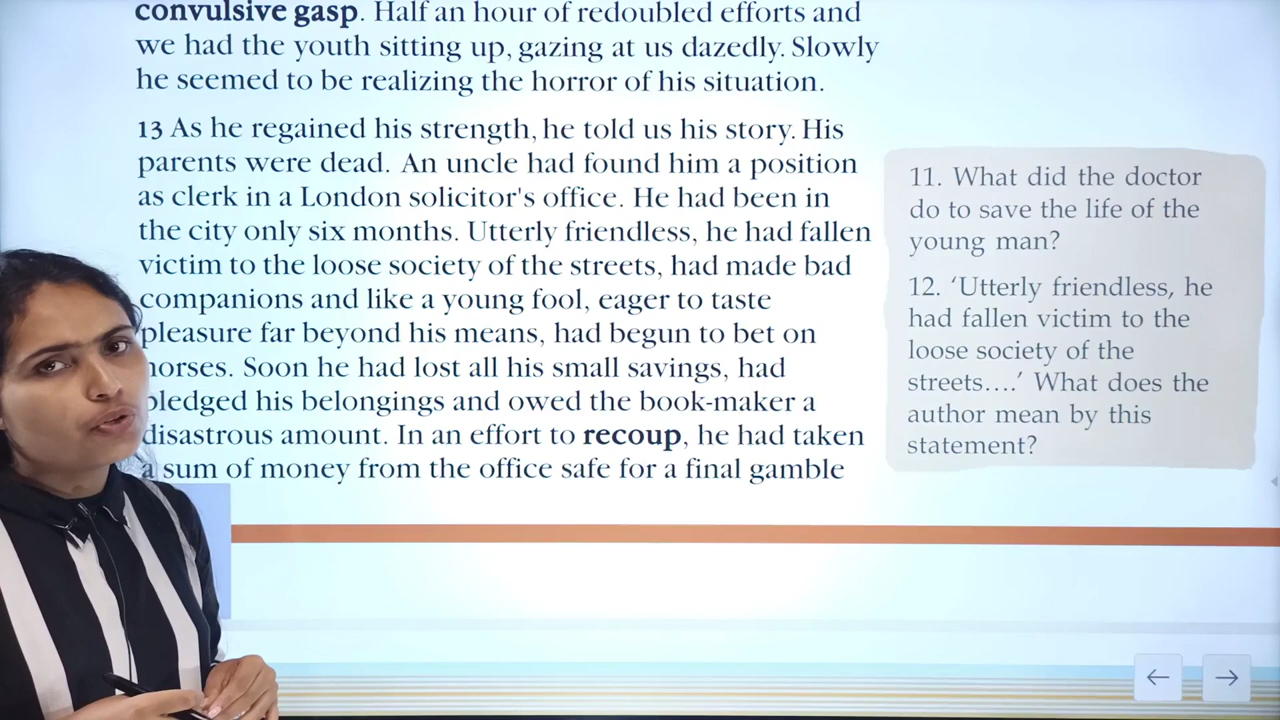 convulsive gasp. Half an hour of redoubled efforts and
we had the youth sitting up, gazing at us dazedly. Slowly
he seemed to be realizing the horror of his situation.
13 As he regained his strength, he told us his story. His
parents were dead. An uncle had found him a position
as clerk in a London solicitor's office. He had been in
the city only six months. Utterly friendless, he had fallen
victim to the loose society of the streets, had made bad
companions and like a young fool, eager to taste
pleasure far beyond his means, had begun to bet on
horses. Soon he had lost all his small savings, had
pledged his belongings and owed the book-maker a
disastrous amount. In an effort to recoup, he had taken
a sum of money from the office safe for a final gamble
11. What did the doctor
do to save the life of the
young man?
12. ‘Utterly friendless, he
had fallen victim to the
loose society of the
streets....’ What does the
author mean by this
statement?